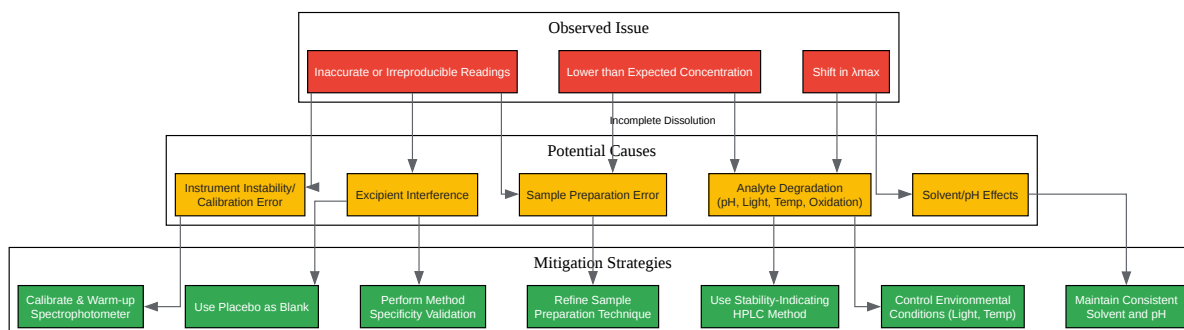 Observed Issue
Inaccurate or Irreproducible Readings
Lower than Expected Concentration
Shift in λmax
Incomplete Dissolution
Potential Causes
Instrument Instability/
Calibration Error
Excipient Interference
Sample Preparation Error
Analyte Degradation
(pH, Light, Temp, Oxidation)
Solvent/pH Effects
Mitigation Strategies
Calibrate & Warm-up
Spectrophotometer
Use Placebo as Blank
Perform Method
Specificity Validation
Refine Sample
Preparation Technique
Use Stability-Indicating
HPLC Method
Control Environmental
Conditions (Light, Temp)
Maintain Consistent
Solvent and pH